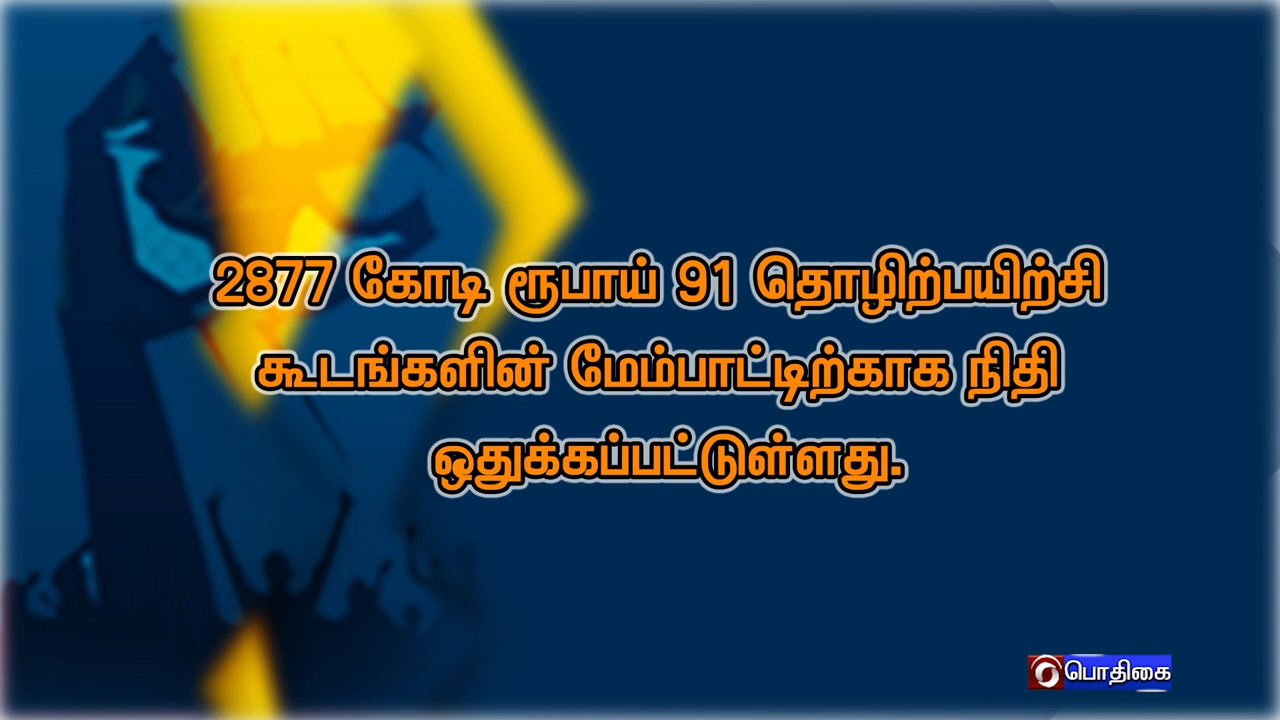 2877 கோடி ரூபாய் 91 தொழிற்பயிற்சி
கூடங்களின் மேம்பாட்டிற்காக நிதி
ஒதுக்கப்பட்டுள்ளது.
பொதிகை